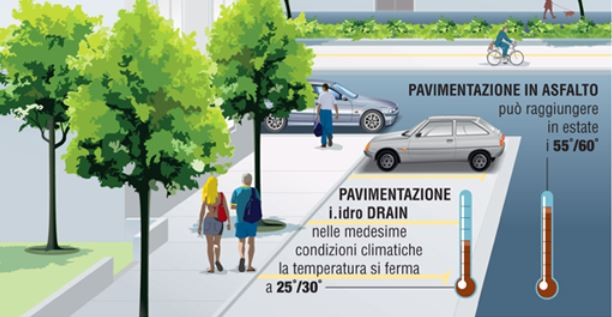 PAVIMENTAZIONE IN ASFALTO
può raggiungere
in estate
i 55°/60°
PAVIMENTAZIONE
i.idro DRAIN
nelle medesime
condizioni climatiche
la temperatura si ferma
a 25°/30°